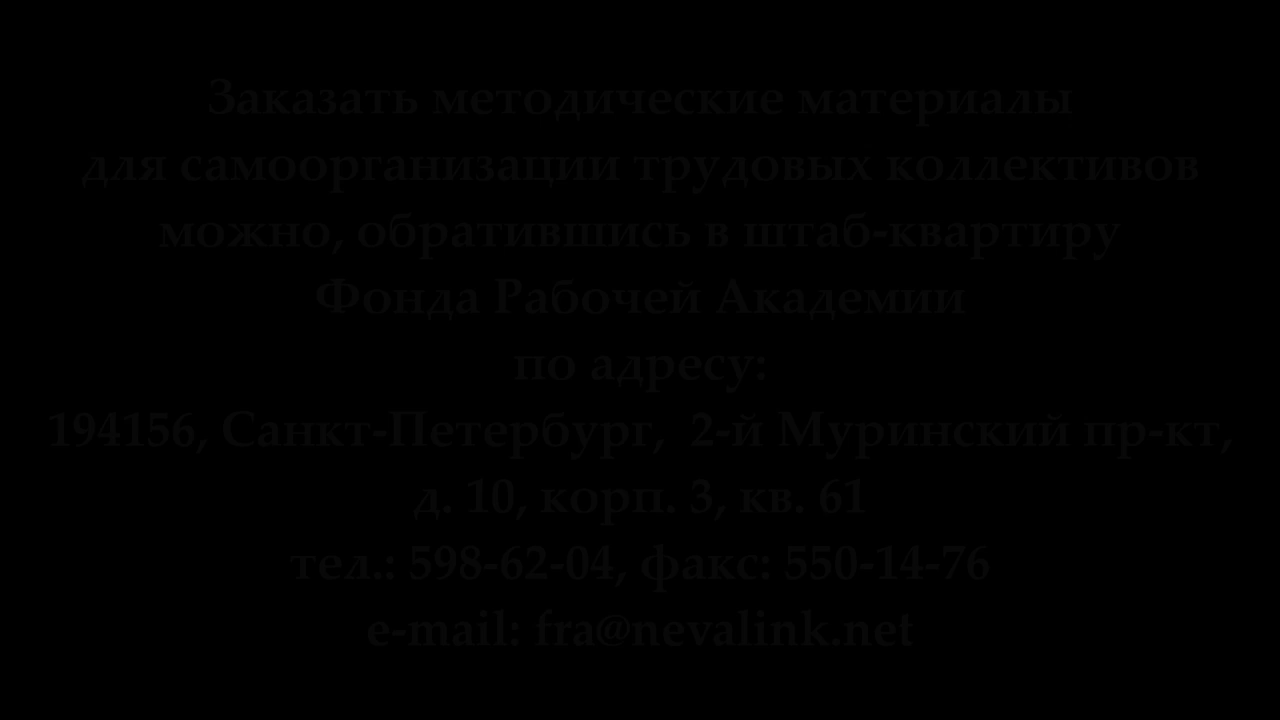 Заказать методические материалы
для самоорганизации трудовых коллективов
можно, обратившись в штаб-квартиру
Фонда Рабочей Академии
по адресу:
194156, Санкт-Петербург, 2-й Муринский пр-кт,
д. 10, корп. 3, кв. 61
тел.: 598-62-04, факс: 550-14-76
e-mail: fra@nevalink.net